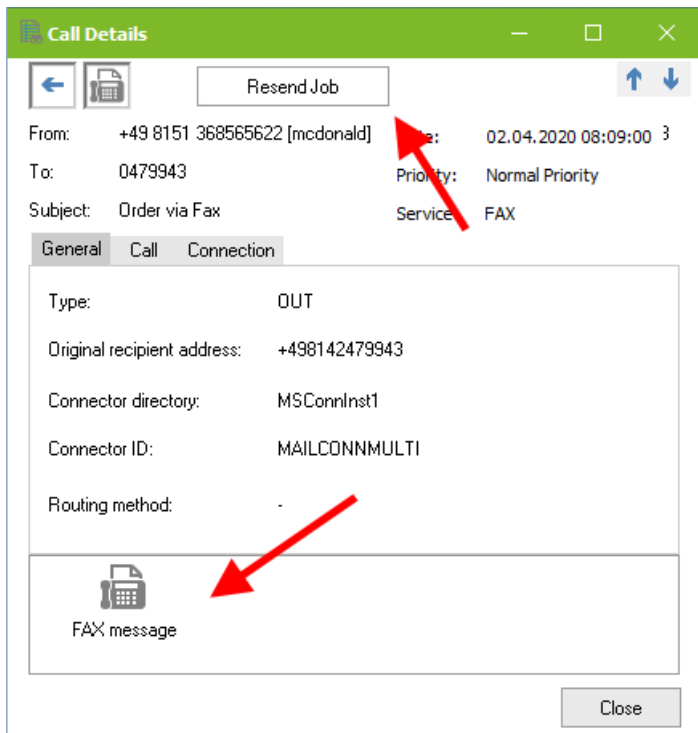 Call Details
Resend Job
From: +49 8151 368565622 [mcdonald] 02.04.2020 08:09:00
To: 0479943 Priority: Normal Priority
Subject: Order via Fax Service FAX
General Call Connection
Type: OUT
Original recipient address: +498142479943
Connector directory: MSConnInst1
Connector ID: MAILCONNMULTI
Routing method: -
FAX message
Close